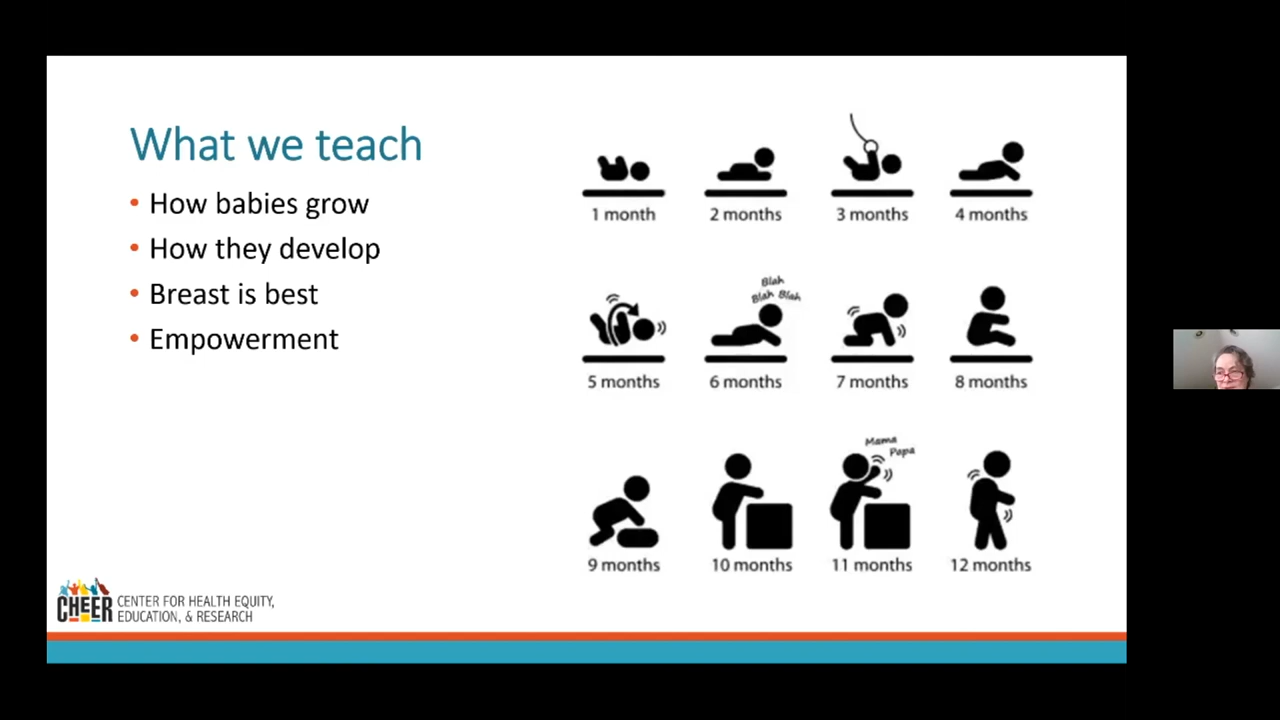 What we teach
• How babies grow
• How they develop
• Breast is best
• Empowerment
1 month
2 months
3 months
4 months
Blah
Blah Blah
5 months
6 months
7 months
8 months
Mama
Papa
9 months
10 months
11 months
12 months
CHEER
CENTER FOR HEALTH EQUITY,
EDUCATION, & RESEARCH